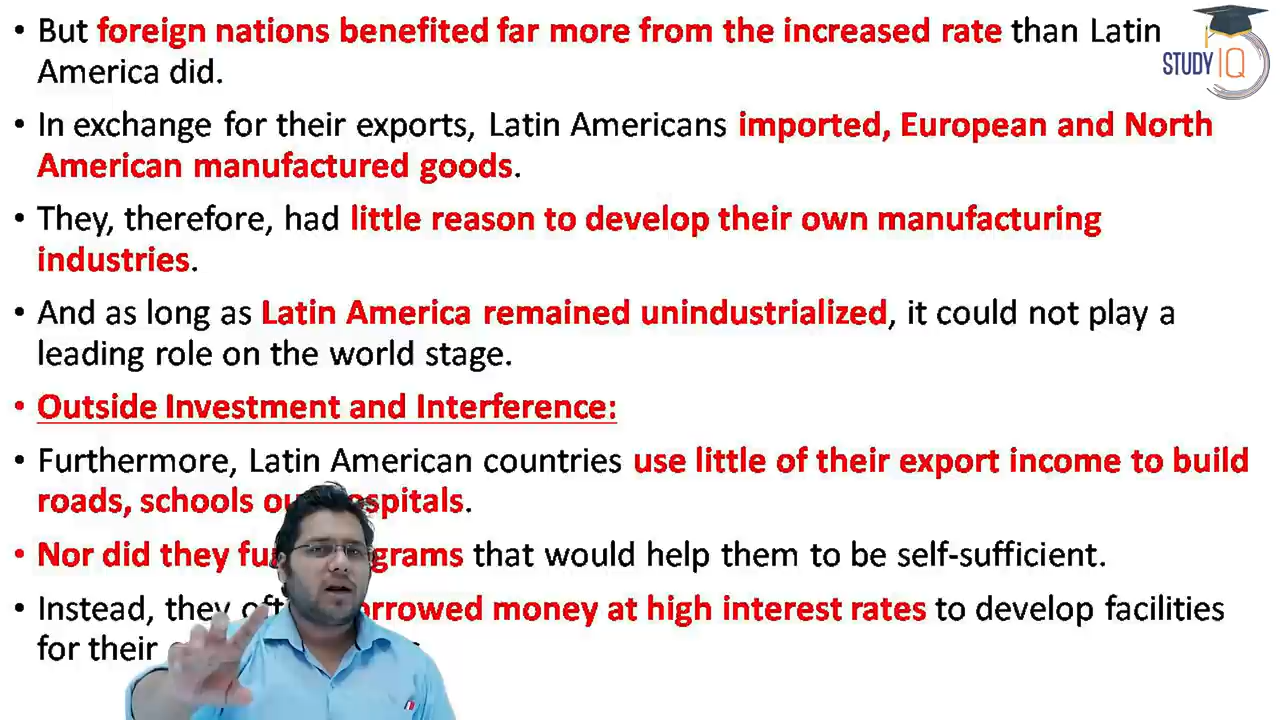 • But foreign nations benefited far more from the increased rate than Latin
America did.
STUDY IQ
• In exchange for their exports, Latin Americans imported, European and North
American manufactured goods.
• They, therefore, had little reason to develop their own manufacturing
industries.
• And as long as Latin America remained unindustrialized, it could not play a
leading role on the world stage.
• Outside Investment and Interference:
• Furthermore, Latin American countries use little of their export income to build
roads, schools
• Nor did they that would help them to be self-sufficient.
• Instead, they money at high interest rates to develop facilities
for their